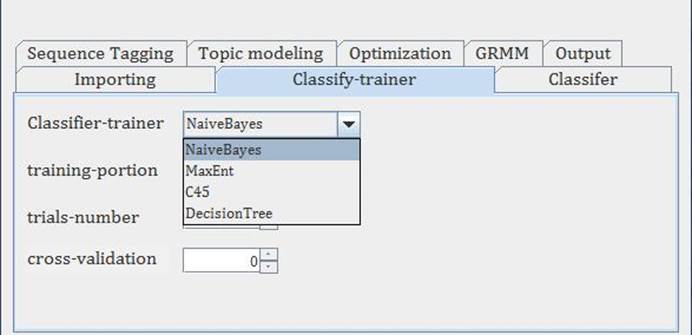 Sequence Tagging Topic modeling Optimization GRMM Output
Importing Classify-trainer Classifer
Classifier-trainer NaiveBayes
NaiveBayes
training-portion MaxEnt
C45
trials-number DecisionTree
cross-validation 0